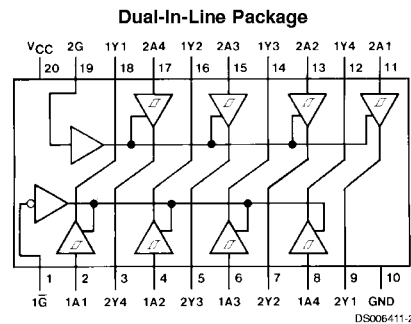 Dual-In-Line Package
VCC 2G 1Y1 2A4 1Y2 2A3 1Y3 2A2 1Y4 2A1
20 19 18 17 16 15 14 13 12 11
1 2 3 4 5 6 7 8 9 10
1G̅ 1A1 2Y4 1A2 2Y3 1A3 2Y2 1A4 2Y1 GND
DS006411-2